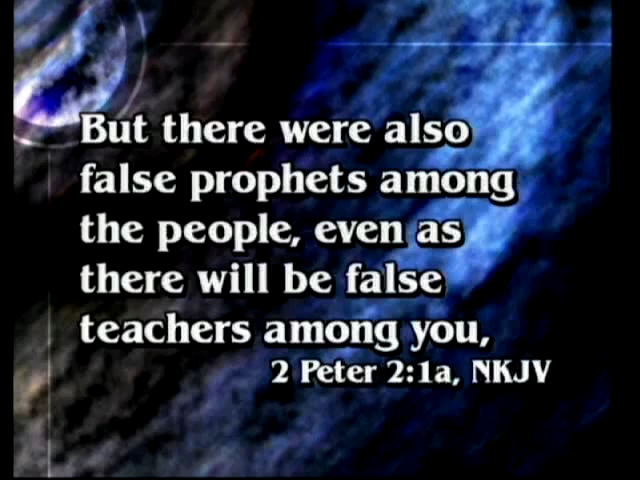 But there were also
false prophets among
the people, even as
there will be false
teachers among you,
2 Peter 2:1a, NKJV